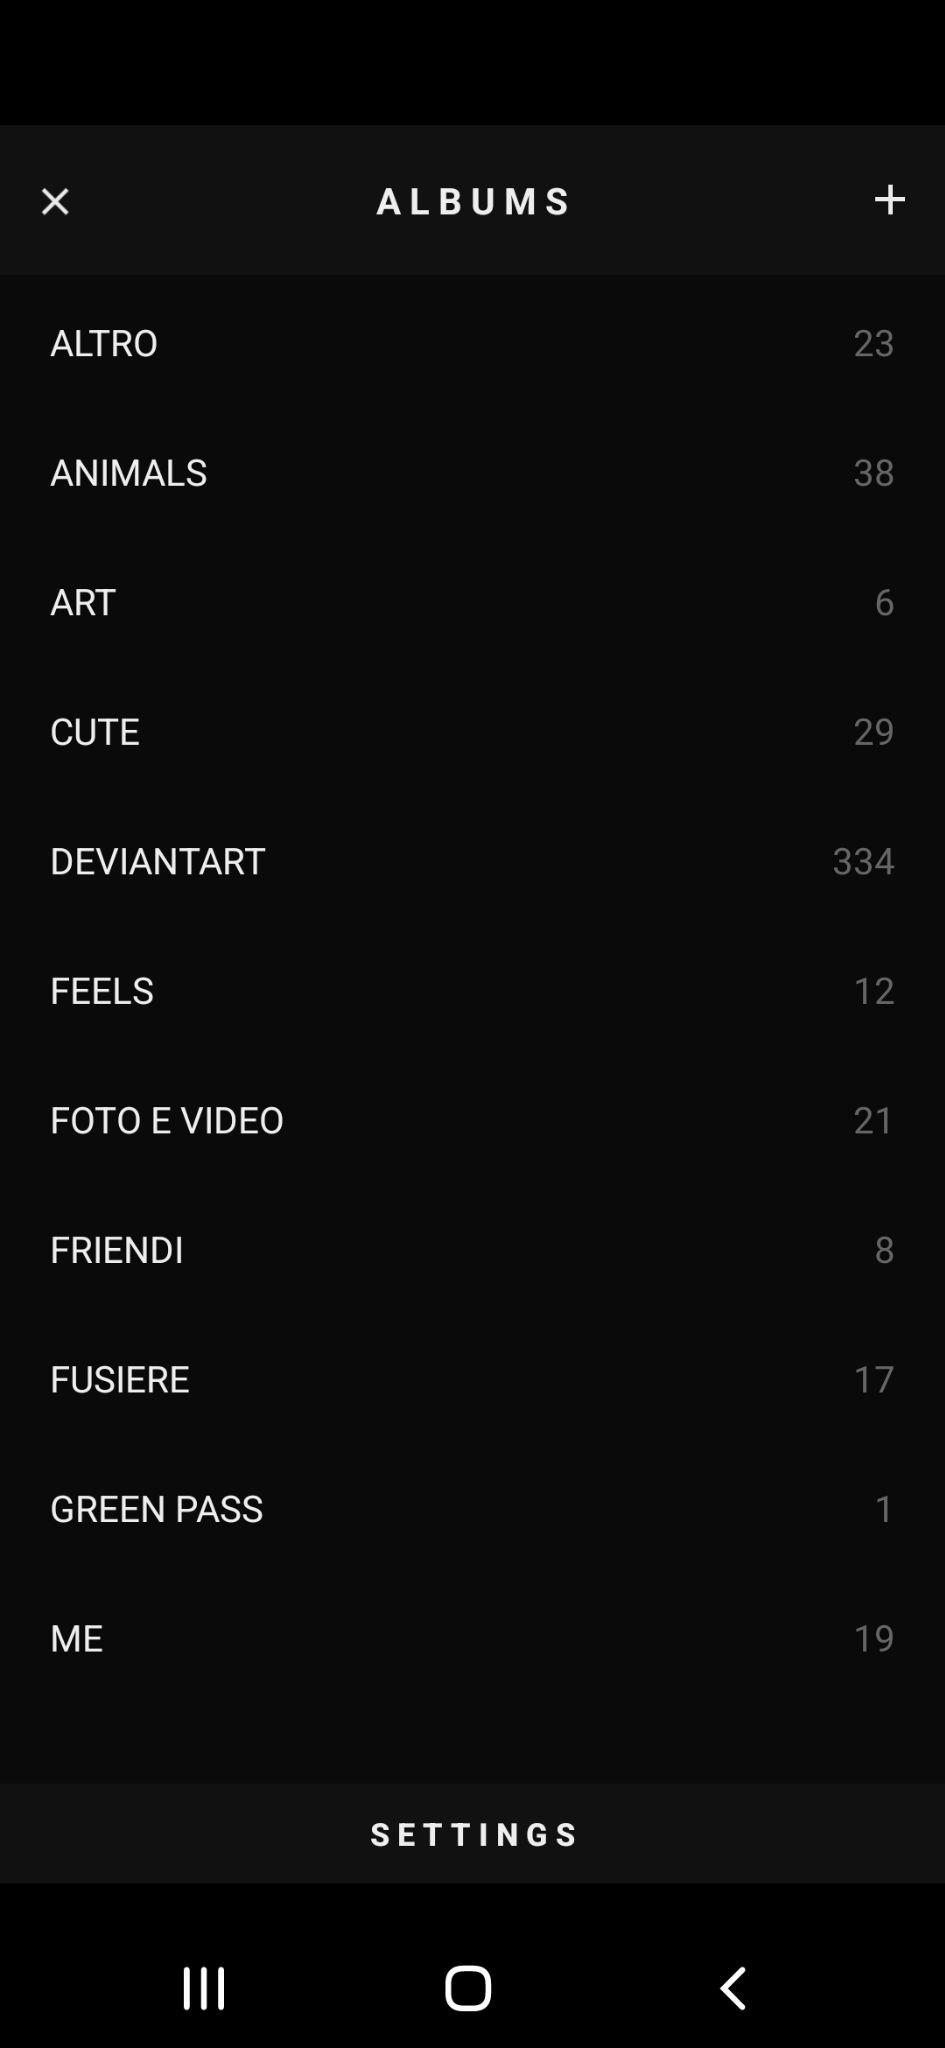 ALBUMS
ALTRO 23
ANIMALS 38
ART 6
CUTE 29
DEVIANTART 334
FEELS 12
FOTO E VIDEO 21
FRIENDI 8
FUSIERE 17
GREEN PASS 1
ME 19
SETTINGS